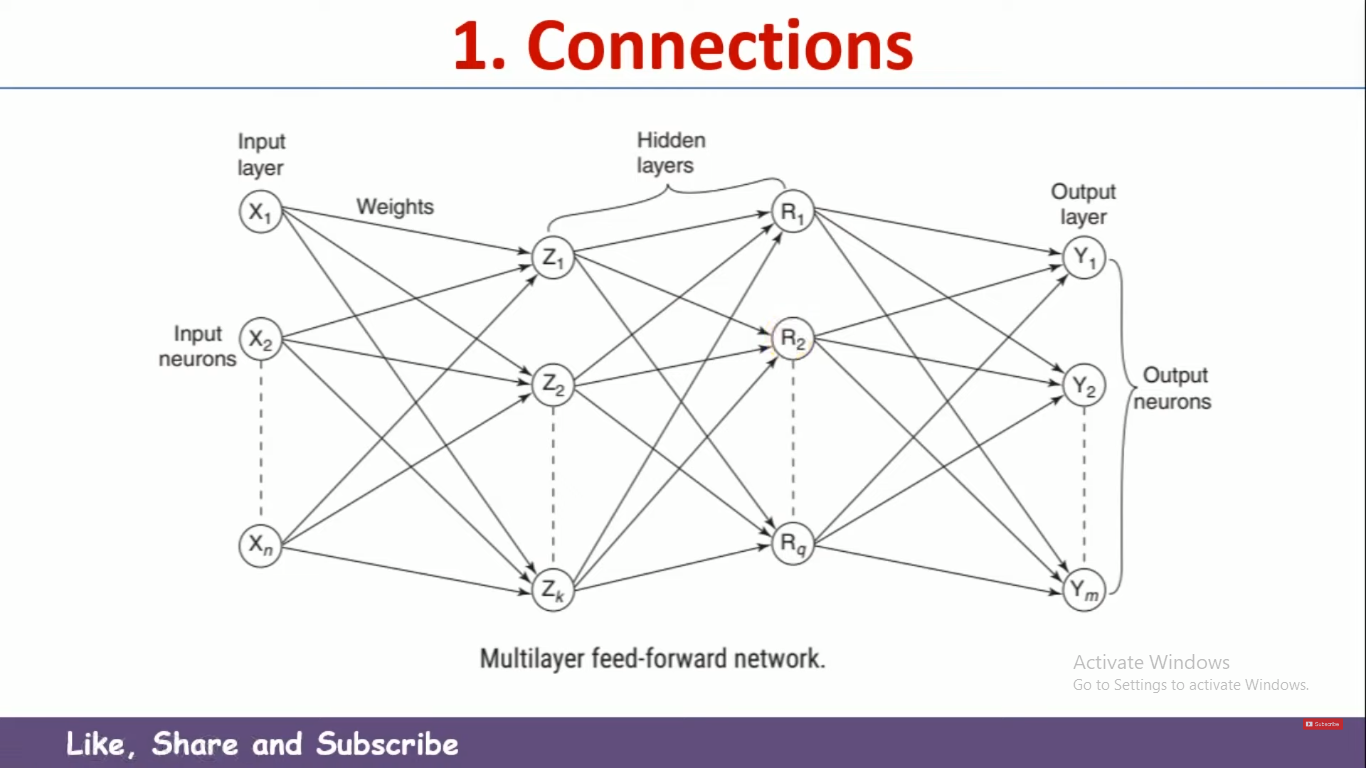 1. Connections
Input
layer
Hidden
layers
Output
layer
Weights
X1
X2
Xn
Input
neurons
Z1
Z2
Zk
R1
R2
Rq
Y1
Y2
Ym
Output
neurons
Multilayer feed-forward network.
Activate Windows
Go to Settings to activate Windows.
Subscribe
Like, Share and Subscribe